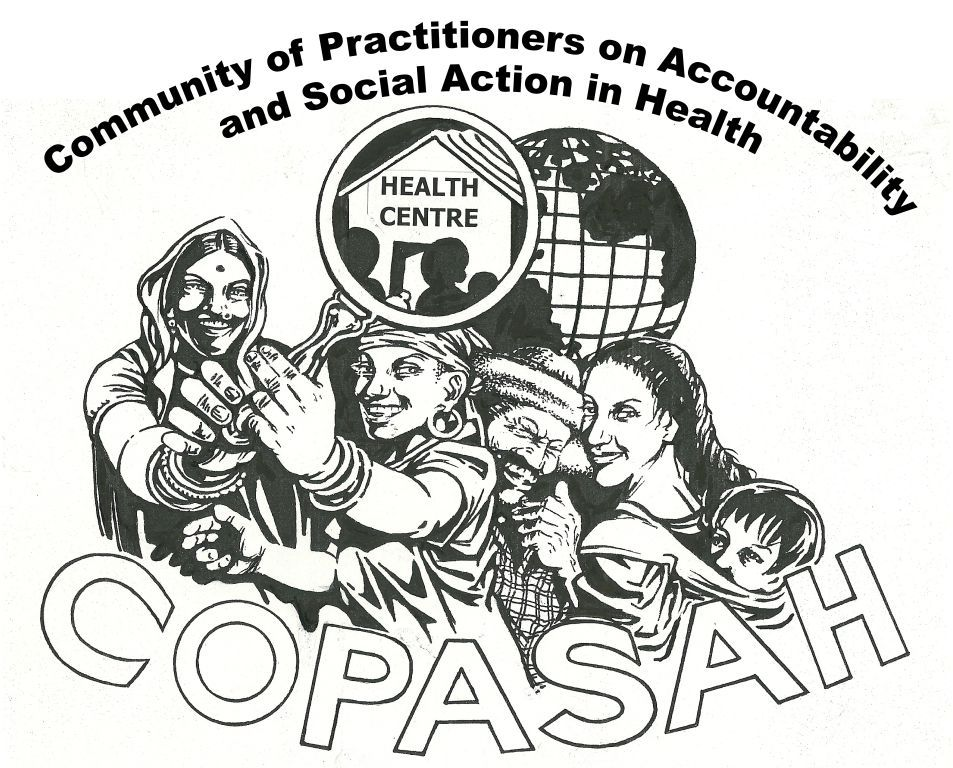 Community of Practitioners on Accountability
and Social Action in Health
HEALTH
CENTRE
COPASAH